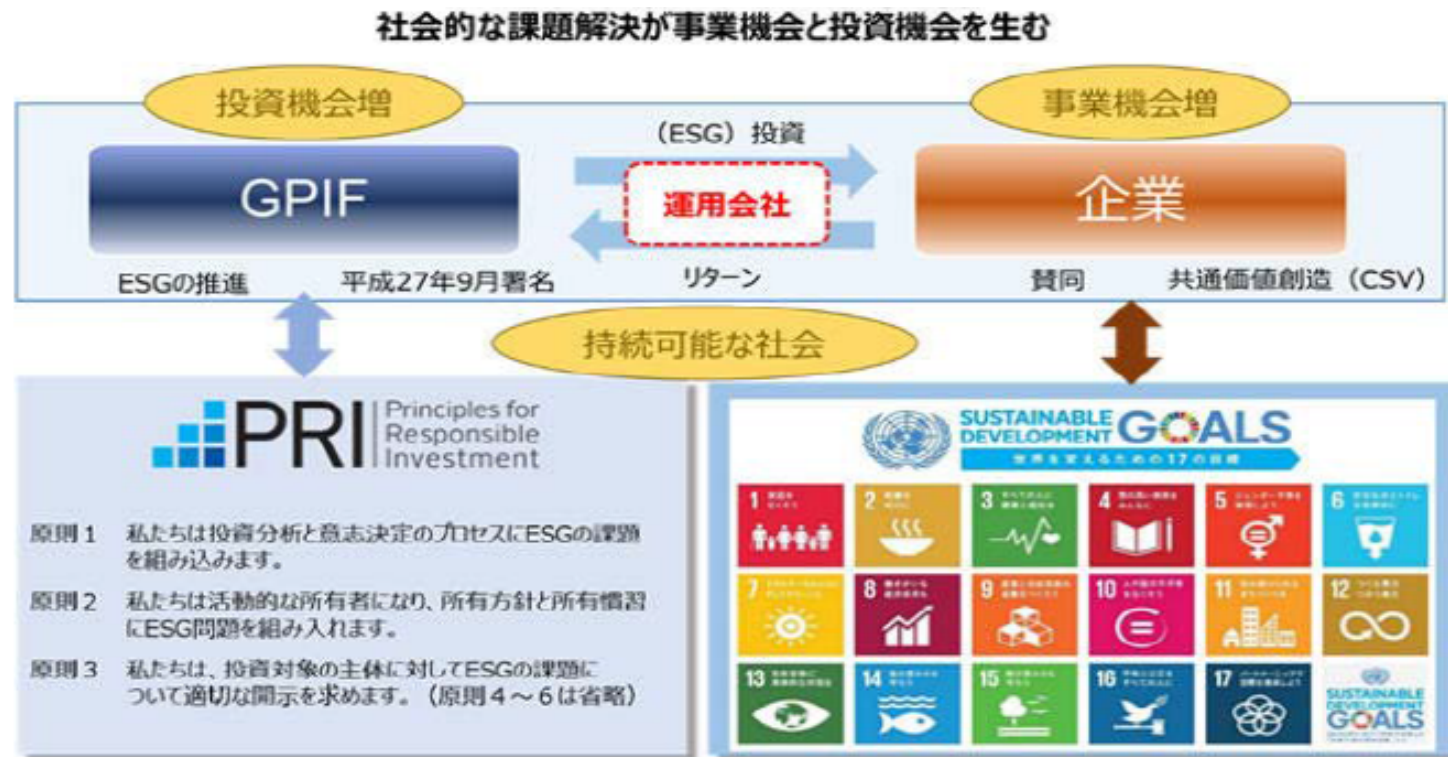 社会的な課題解決が事業機会と投資機会を生む
投資機会増
事業機会増
(ESG)投資
GPIF
運用会社
企業
ESGの推進
平成27年9月署名
リターン
賛同
共通価値創造(CSV)
持続可能な社会
PRI
Principles for
Responsible
Investment
原則1 私たちは投資分析と意志決定のプロセスにESGの課題
を組み込みます。
原則2 私たちは活動的な所有者になり、所有方針と所有慣習
にESG問題を組み入れます。
原則3 私たちは、投資対象の主体に対してESGの課題に
ついて適切な開示を求めます。(原則4～6は省略)
SUSTAINABLE
DEVELOPMENT GOALS
世界を変えるための17の目標
1
2
3
4
5
6
7
8
9
10
11
12
13
14
15
16
17
SUSTAINABLE
DEVELOPMENT
GOALS